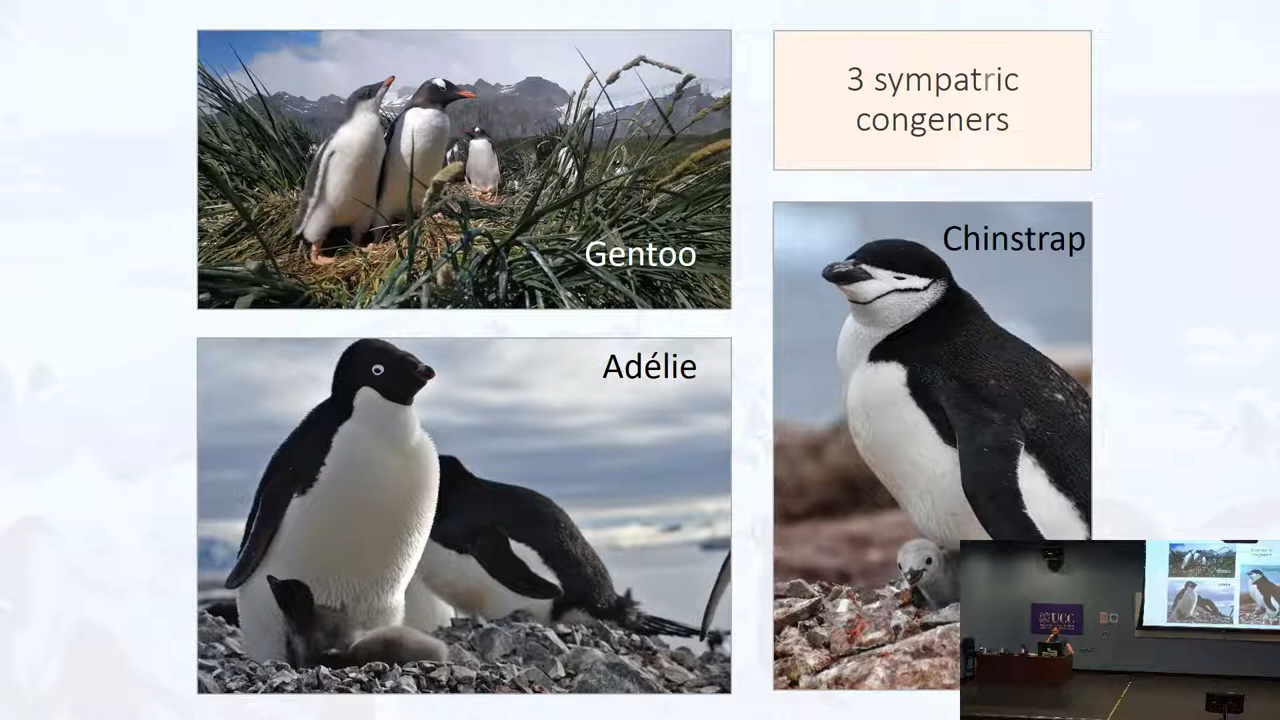 3 sympatric
congeners
Gentoo
Chinstrap
Adélie
UCC